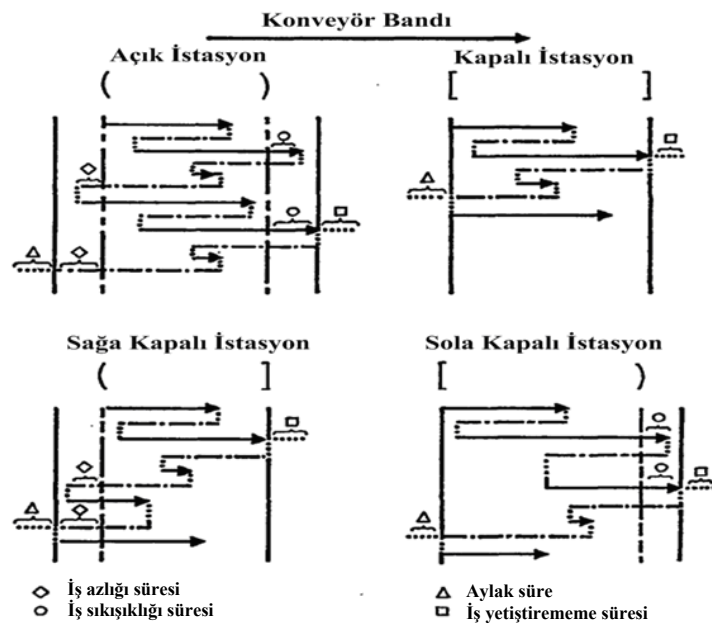 Konveyör Bandı
Açık İstasyon
Kapalı İstasyon
( )
[ ]
Sağa Kapalı İstasyon
Sola Kapalı İstasyon
( ]
[ )
İş azlığı süresi
İş sıkışıklığı süresi
Aylak süre
İş yetiştirememe süresi